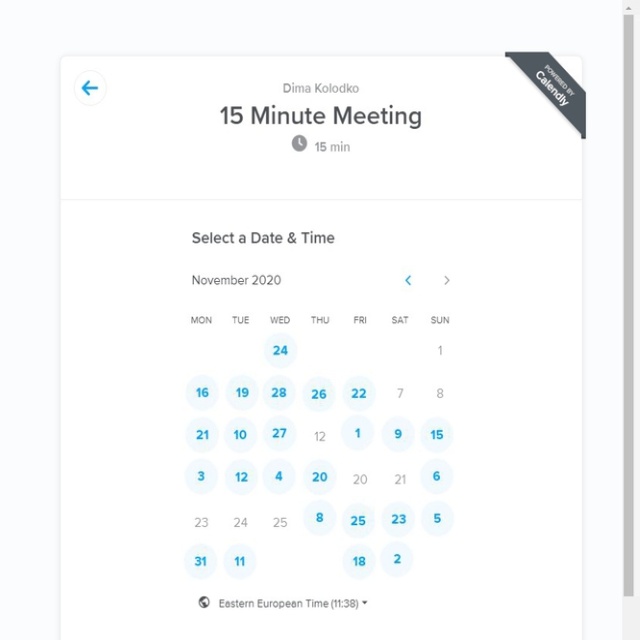 Dima Kolodko
POWERED BY
Calendly
15 Minute Meeting
15 min
Select a Date & Time
November 2020
MON TUE WED THU FRI SAT SUN
24 1
16 19 28 26 22 7 8
21 10 27 12 1 9 15
3 12 4 20 20 21 6
23 24 25 8 25 23 5
31 11 18 2
Eastern European Time (11:38)